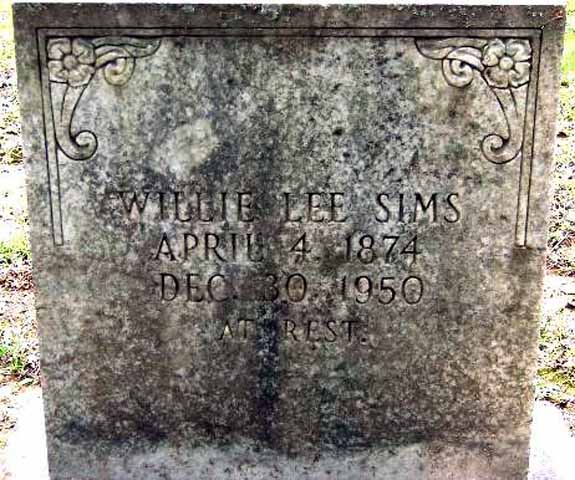 WILLIE LEE SIMS
APRIL 4, 1874
DEC. 30, 1950
AT REST.